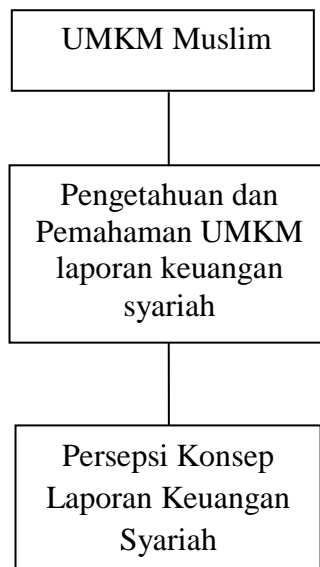 UMKM Muslim
Pengetahuan dan
Pemahaman UMKM
laporan keuangan
syariah
Persepsi Konsep
Laporan Keuangan
Syariah